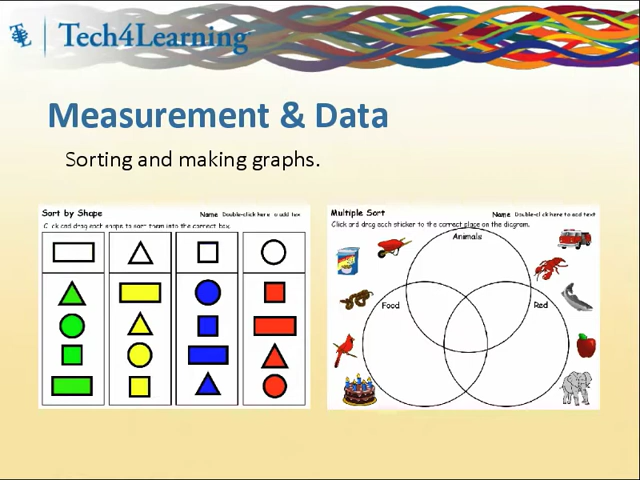 Tech4Learning
Measurement & Data
Sorting and making graphs.
Sort by Shape
Name Double-click here to add text
Click and drag each shape to sort them into the correct box.
Multiple Sort
Name Double-click here to add text
Click and drag each sticker to the correct place on the diagram.
Animals
Food
Red